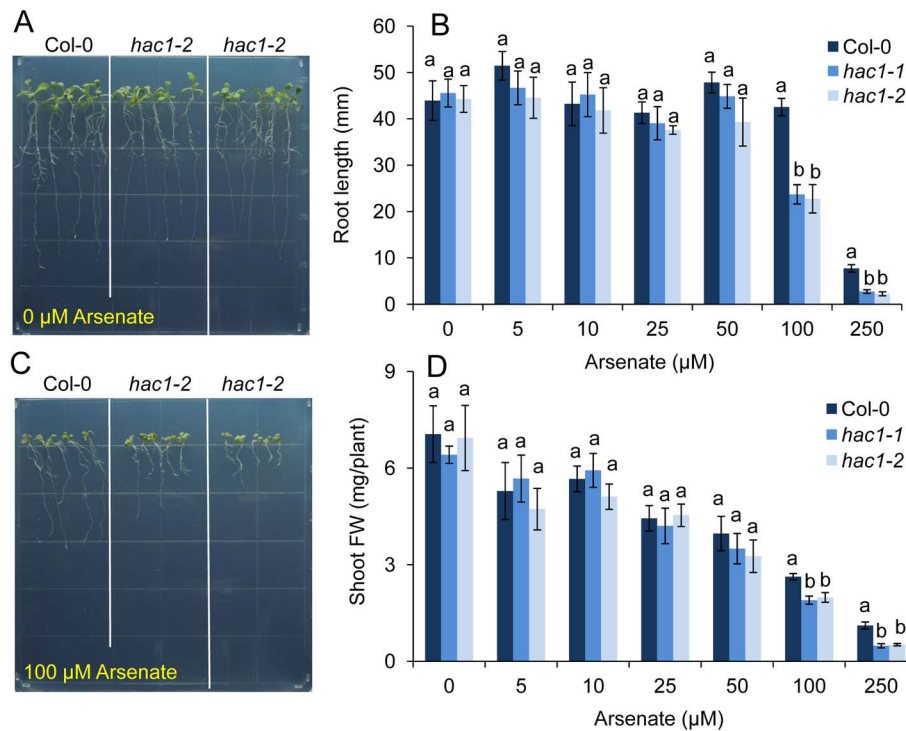 A
Col-0 hac1-2 hac1-2
0 µM Arsenate
B
Root length (mm)
60
50
40
30
20
10
0
a a a a a a a a a a a a a a a a b b a b b
Col-0
hac1-1
hac1-2
0 5 10 25 50 100 250
Arsenate (µM)
C
Col-0 hac1-2 hac1-2
100 µM Arsenate
D
Shoot FW (mg/plant)
9
6
3
0
a a a a a a a a a a a a a a a a b b a b b
Col-0
hac1-1
hac1-2
0 5 10 25 50 100 250
Arsenate (µM)